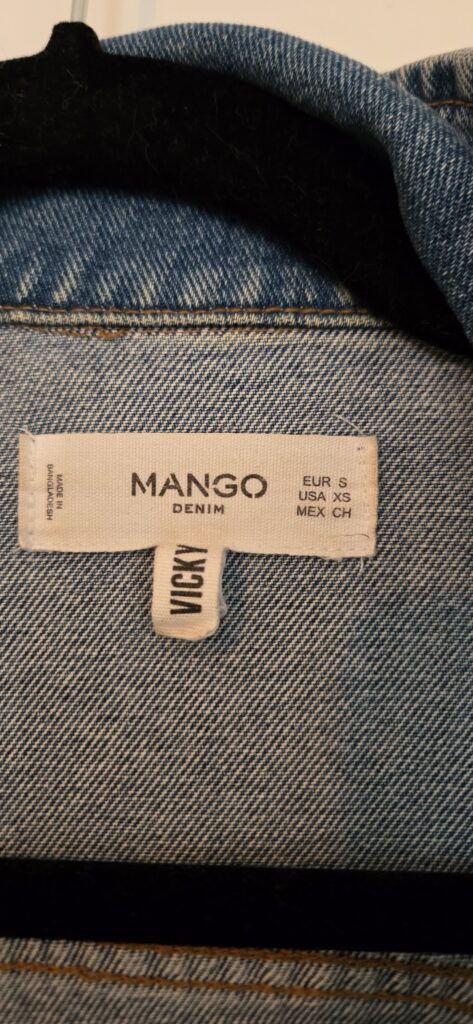 MADE IN
BANGLADESH
MANGO
DENIM
EUR S
USA XS
MEX CH
VICKY